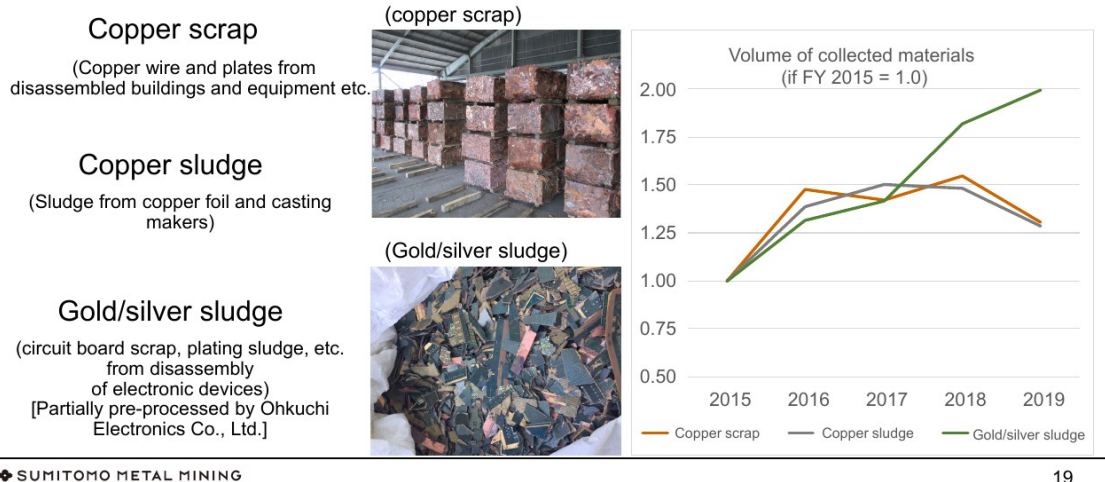 Copper scrap
(Copper wire and plates from
disassembled buildings and equipment etc.
Copper sludge
(Sludge from copper foil and casting
makers)
Gold/silver sludge
(circuit board scrap, plating sludge, etc.
from disassembly
of electronic devices)
[Partially pre-processed by Ohkuchi
Electronics Co., Ltd.]
(copper scrap)
(Gold/silver sludge)
Volume of collected materials
(if FY 2015 = 1.0)
2.00
1.75
1.50
1.25
1.00
0.75
0.50
2015 2016 2017 2018 2019
Copper scrap Copper sludge Gold/silver sludge
SUMITOMO METAL MINING
19